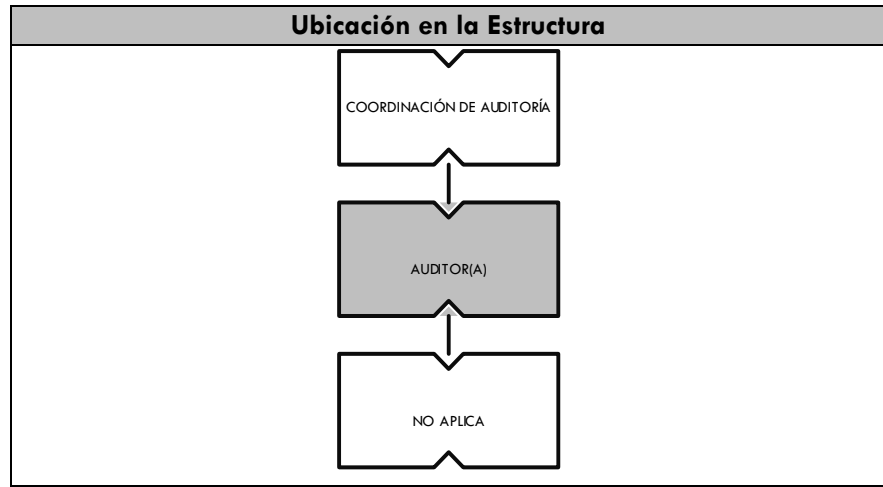 Ubicación en la Estructura
COORDINACIÓN DE AUDITORÍA
AUDITOR(A)
NO APLICA